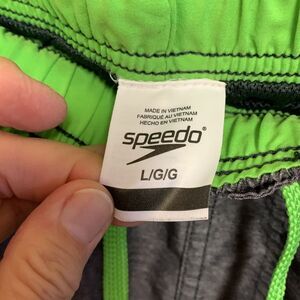 MADE IN VIETNAM
FABRIQUÉ AU VIETNAM
HECHO EN VIETNAM
speedo®
L/G/G